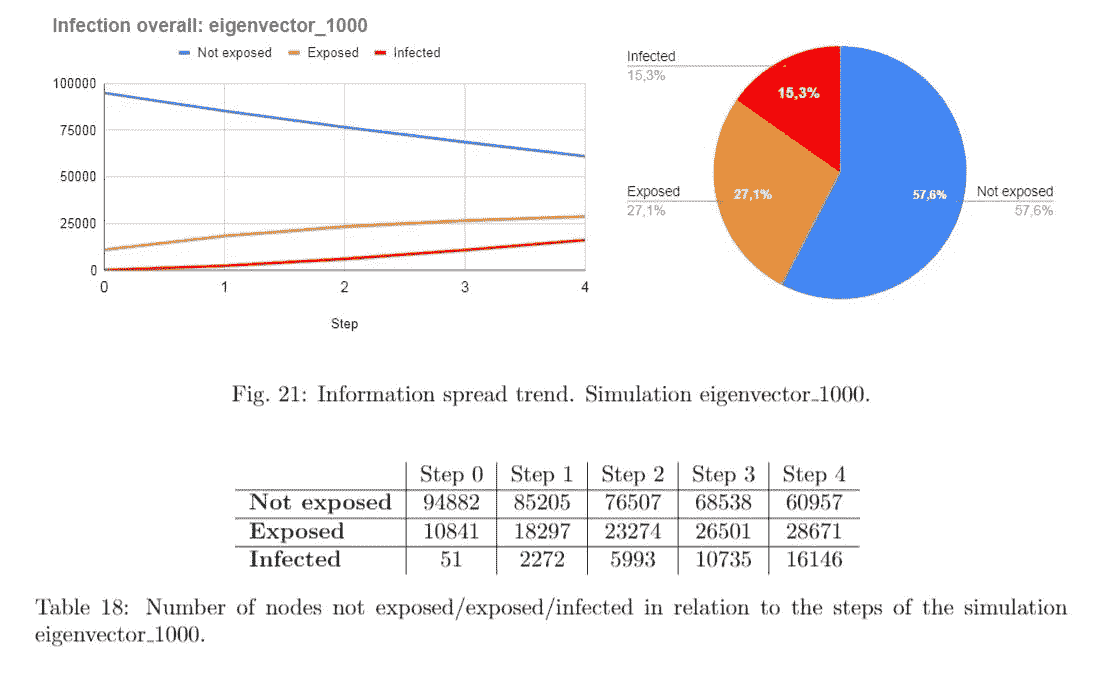 Infection overall: eigenvector_1000
Not exposed Exposed Infected
100000
75000
50000
25000
0
0 1 2 3 4
Step
Infected
15,3%
15,3%
Exposed
27,1%
27,1%
57,6%
Not exposed
57,6%
Fig. 21: Information spread trend. Simulation eigenvector_1000.
Step 0 Step 1 Step 2 Step 3 Step 4
Not exposed 94882 85205 76507 68538 60957
Exposed 10841 18297 23274 26501 28671
Infected 51 2272 5993 10735 16146
Table 18: Number of nodes not exposed/exposed/infected in relation to the steps of the simulation
eigenvector_1000.